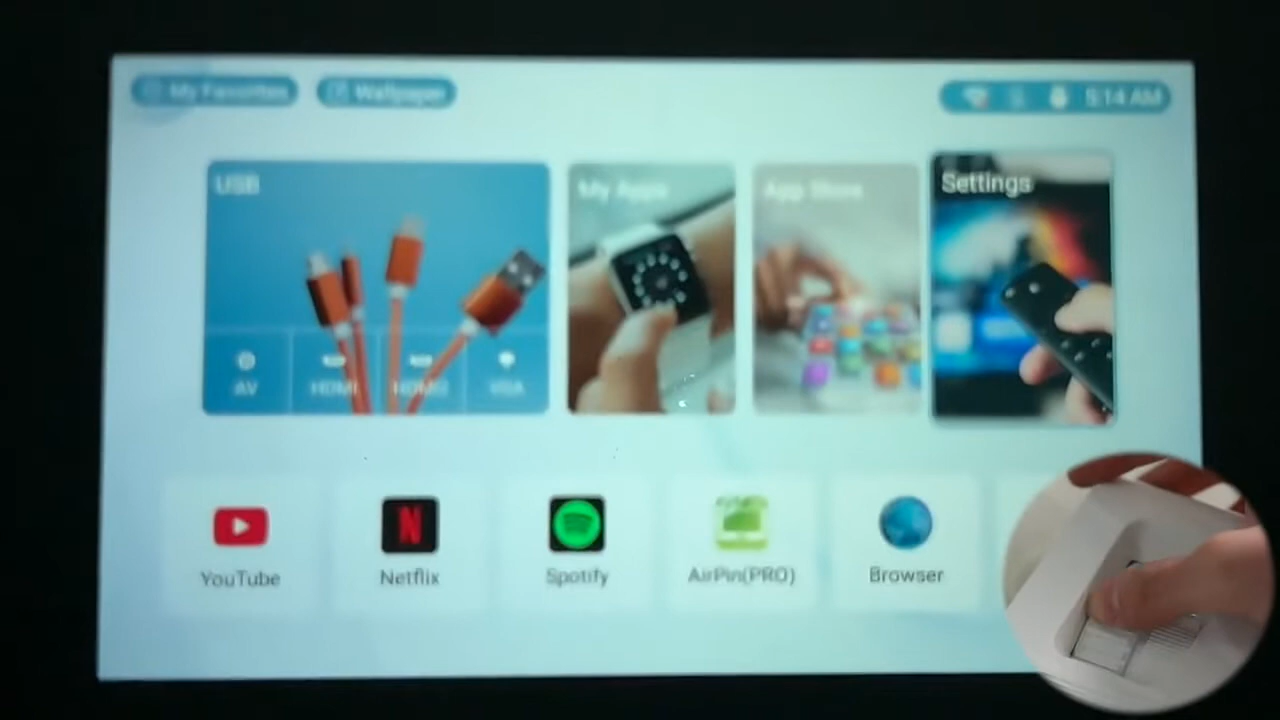 My Favorites Wallpaper 5:14 AM
USB My Apps App Store Settings
AV HDMI HDMI2 VGA
YouTube Netflix Spotify AirPin(PRO) Browser